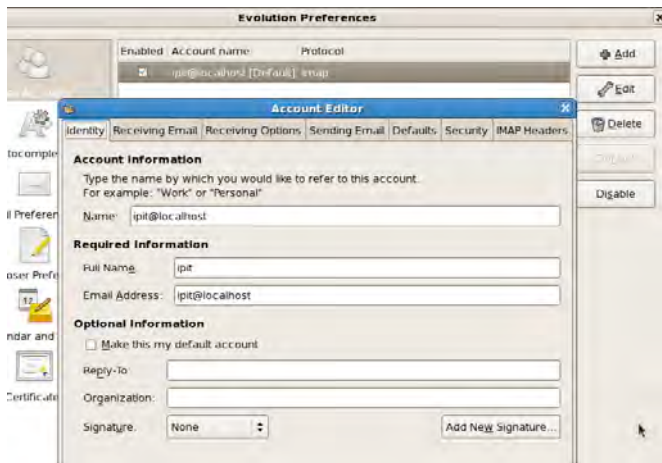 Evolution Preferences
Enabled Account name Protocol
ipit@localhost [Default] imap
Add
Edit
Delete
Default
Disable
Account Editor
Identity Receiving Email Receiving Options Sending Email Defaults Security IMAP Headers
Account Information
Type the name by which you would like to refer to this account.
For example: "Work" or "Personal"
Name: ipit@localhost
Required Information
Full Name: ipit
Email Address: ipit@localhost
Optional Information
Make this my default account
Reply-To:
Organization:
Signature: None Add New Signature...
tocomple
il Preferen
oser Prefe
12
ndar and
Certificate